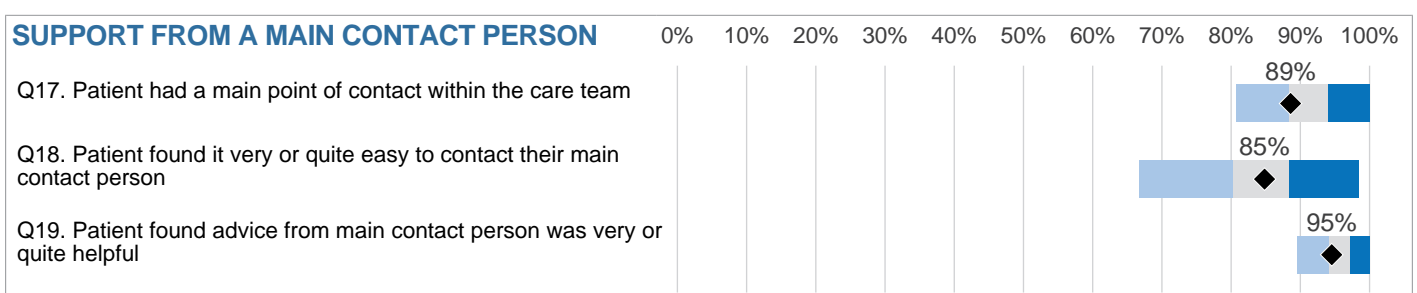 SUPPORT FROM A MAIN CONTACT PERSON 0% 10% 20% 30% 40% 50% 60% 70% 80% 90% 100%
89%
Q17. Patient had a main point of contact within the care team
85%
Q18. Patient found it very or quite easy to contact their main
contact person
95%
Q19. Patient found advice from main contact person was very or
quite helpful